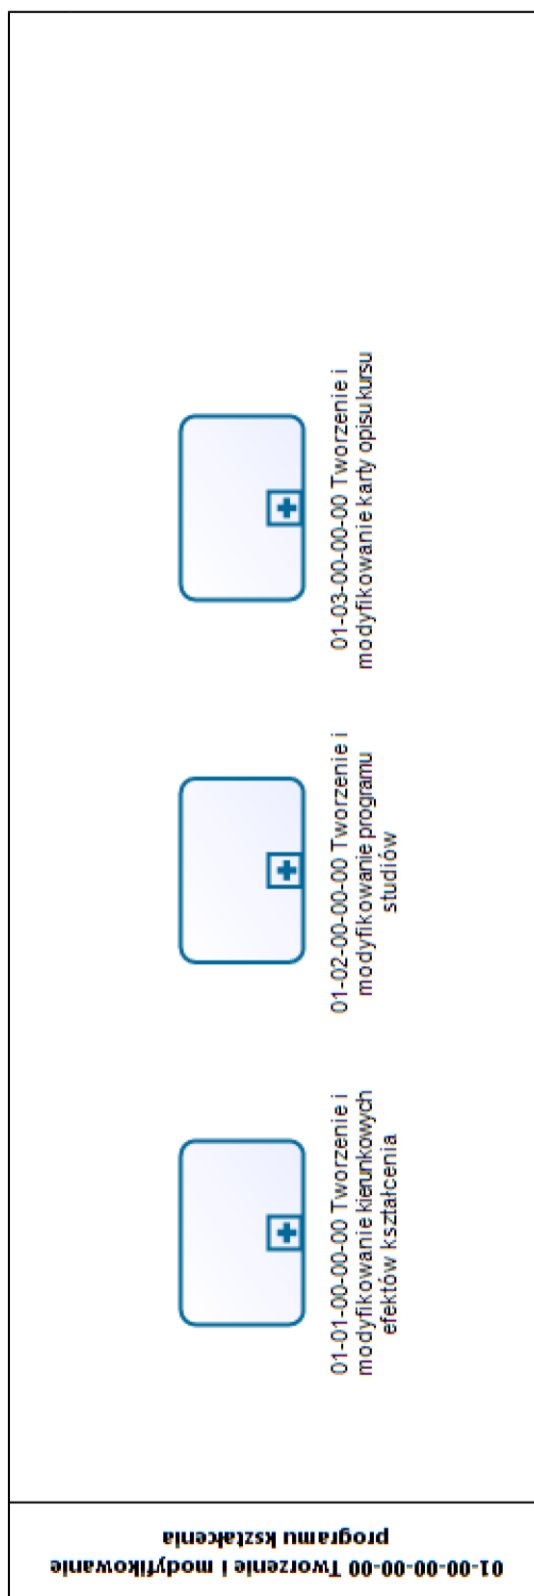 01-00-00-00-00 Tworzenie i modyfikowanie
programu kształcenia
01-01-00-00-00 Tworzenie i
modyfikowanie kierunkowych
efektów kształcenia
01-02-00-00-00 Tworzenie i
modyfikowanie programu
studiów
01-03-00-00-00 Tworzenie i
modyfikowanie karty opisu kursu